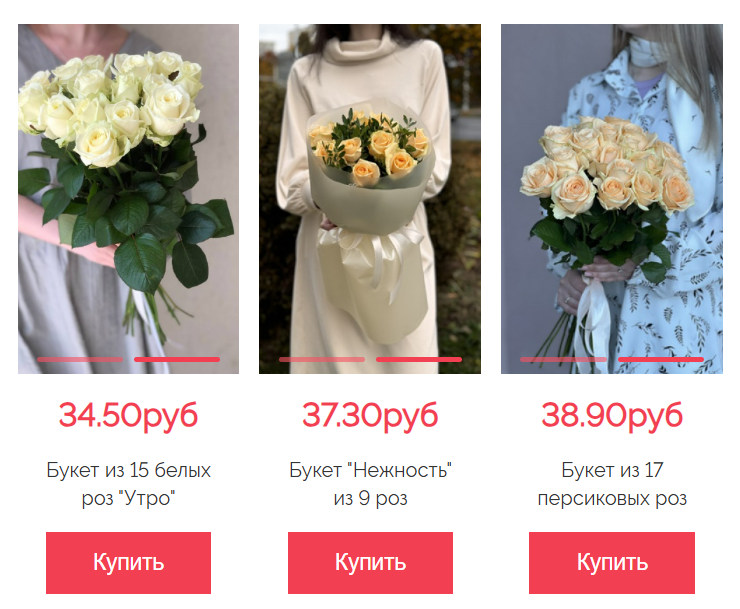 34.50руб
37.30руб
38.90руб
Букет из 15 белых
роз "Утро"
Букет "Нежность"
из 9 роз
Букет из 17
персиковых роз
Купить
Купить
Купить